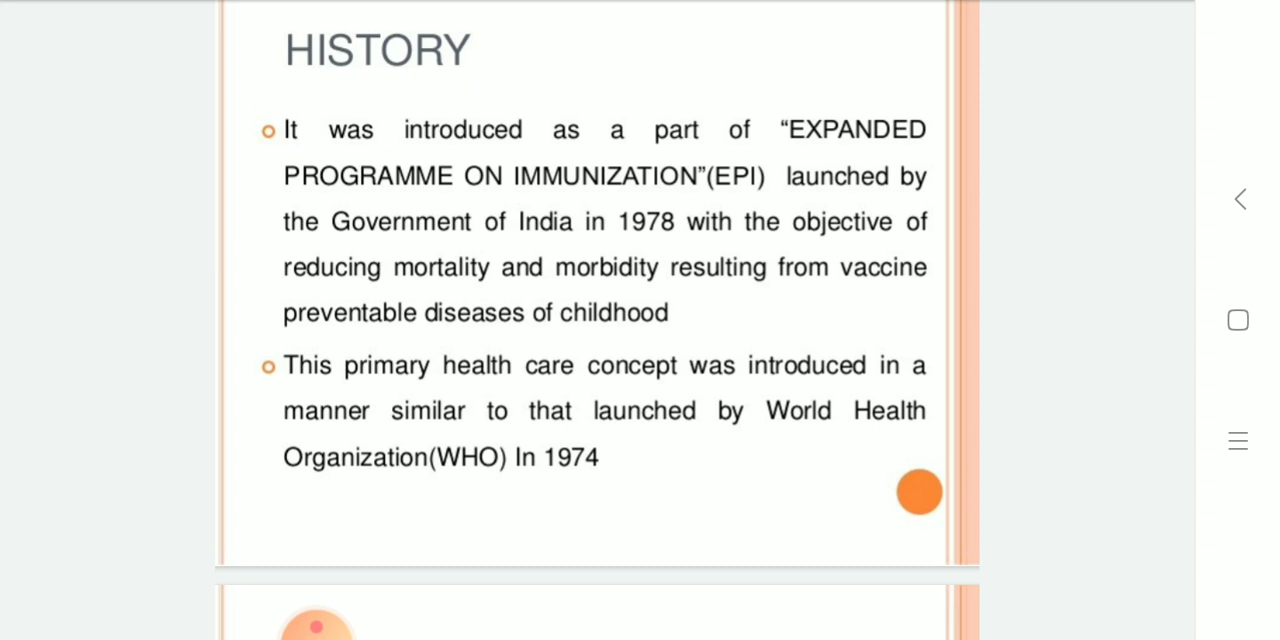 HISTORY
It was introduced as a part of “EXPANDED
PROGRAMME ON IMMUNIZATION”(EPI) launched by
the Government of India in 1978 with the objective of
reducing mortality and morbidity resulting from vaccine
preventable diseases of childhood
This primary health care concept was introduced in a
manner similar to that launched by World Health
Organization(WHO) In 1974